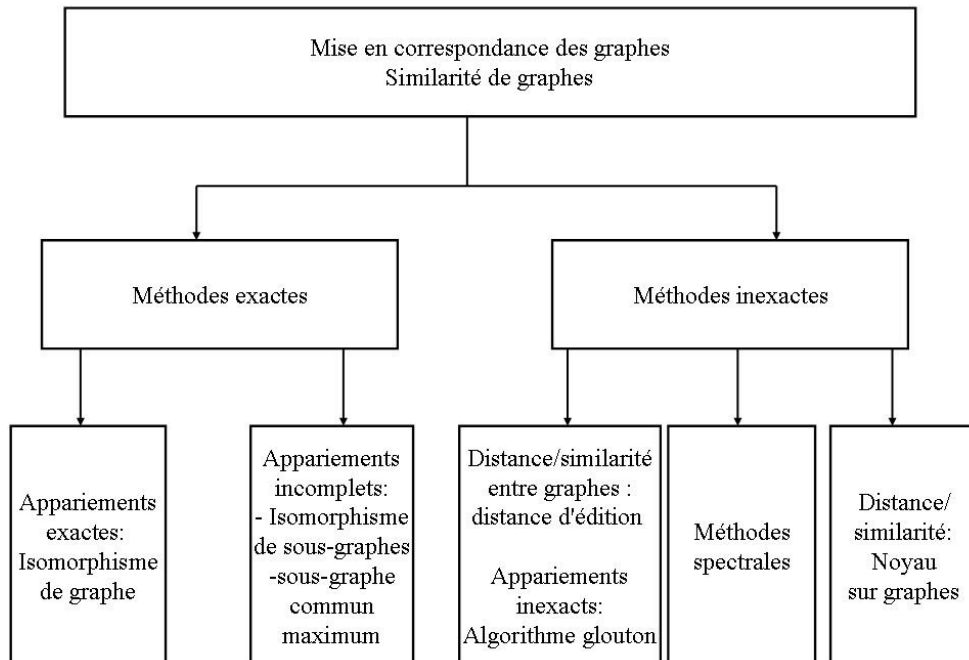 Mise en correspondance des graphes
Similarité de graphes
Méthodes exactes
Méthodes inexactes
Appariements
exactes:
Isomorphisme
de graphe
Appariements
incomplets:
- Isomorphisme
de sous-graphes
-sous-graphe
commun
maximum
Distance/similarité
entre graphes :
distance d'édition
Appariements
inexacts:
Algorithme glouton
Méthodes
spectrales
Distance/
similarité:
Noyau
sur graphes